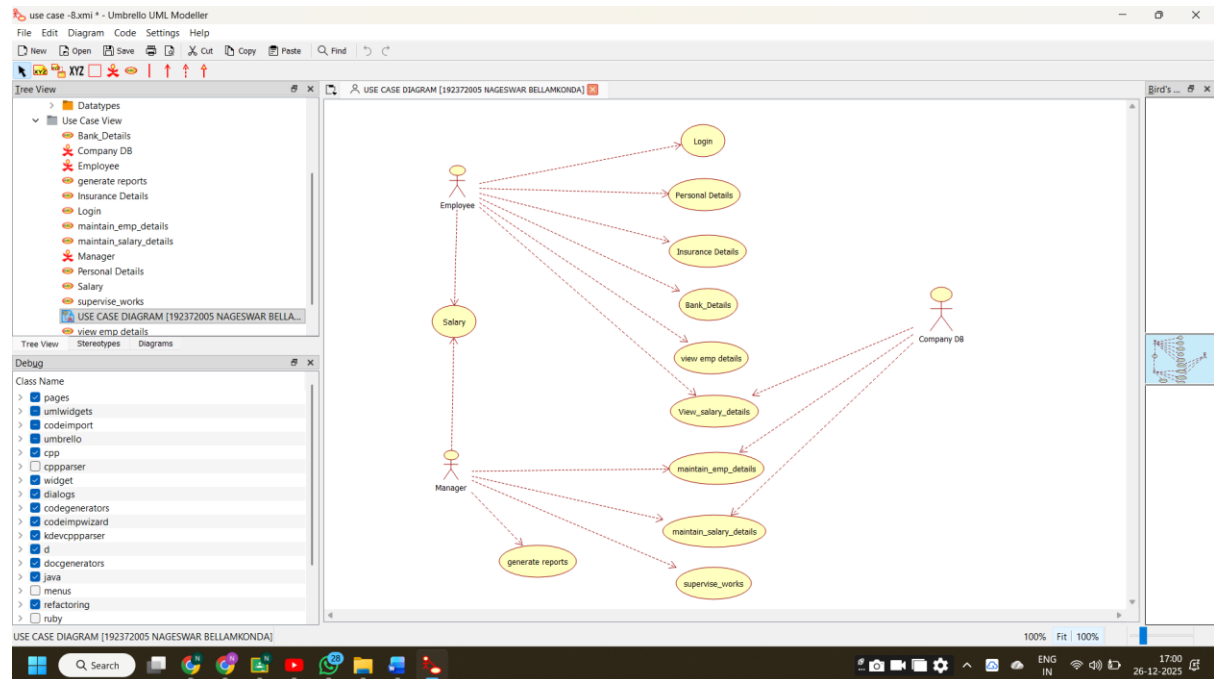 use case -8.xmi * - Umbrello UML Modeller
File Edit Diagram Code Settings Help
New Open Save Cut Copy Paste Find
XYZ XYZ
Tree View
Datatypes
Use Case View
Bank_Details
Company DB
Employee
generate reports
Insurance Details
Login
maintain_emp_details
maintain_salary_details
Manager
Personal Details
Salary
supervise_works
USE CASE DIAGRAM [192372005 NAGESWAR BELLA...
view emp details
Tree View Stereotypes Diagrams
Debug
Class Name
pages
umlwidgets
codeimport
umbrello
cpp
cppparser
widget
dialogs
codegenerators
codeimpwizard
kdevcppparser
d
docgenerators
java
menus
refactoring
ruby
USE CASE DIAGRAM [192372005 NAGESWAR BELLAMKONDA]
Login
Employee
Personal Details
Insurance Details
Bank_Details
Salary
Company DB
view emp details
View_salary_details
Manager
maintain_emp_details
maintain_salary_details
generate reports
supervise_works
Bird's ...
USE CASE DIAGRAM [192372005 NAGESWAR BELLAMKONDA]
100% Fit 100%
Search
28
ENG
IN
17:00
26-12-2025